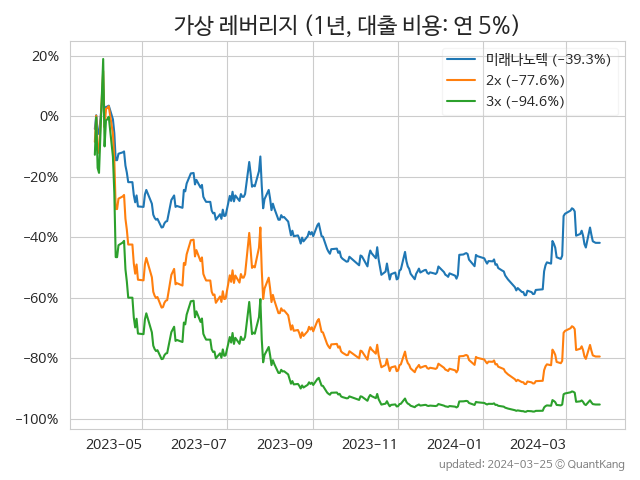 가상 레버리지 (1년, 대출 비용: 연 5%)
미래나노텍 (−39.3%)
2x (−77.6%)
3x (−94.6%)
20%
0%
−20%
−40%
−60%
−80%
−100%
2023-05 2023-07 2023-09 2023-11 2024-01 2024-03
updated: 2024-03-25 © QuantKang